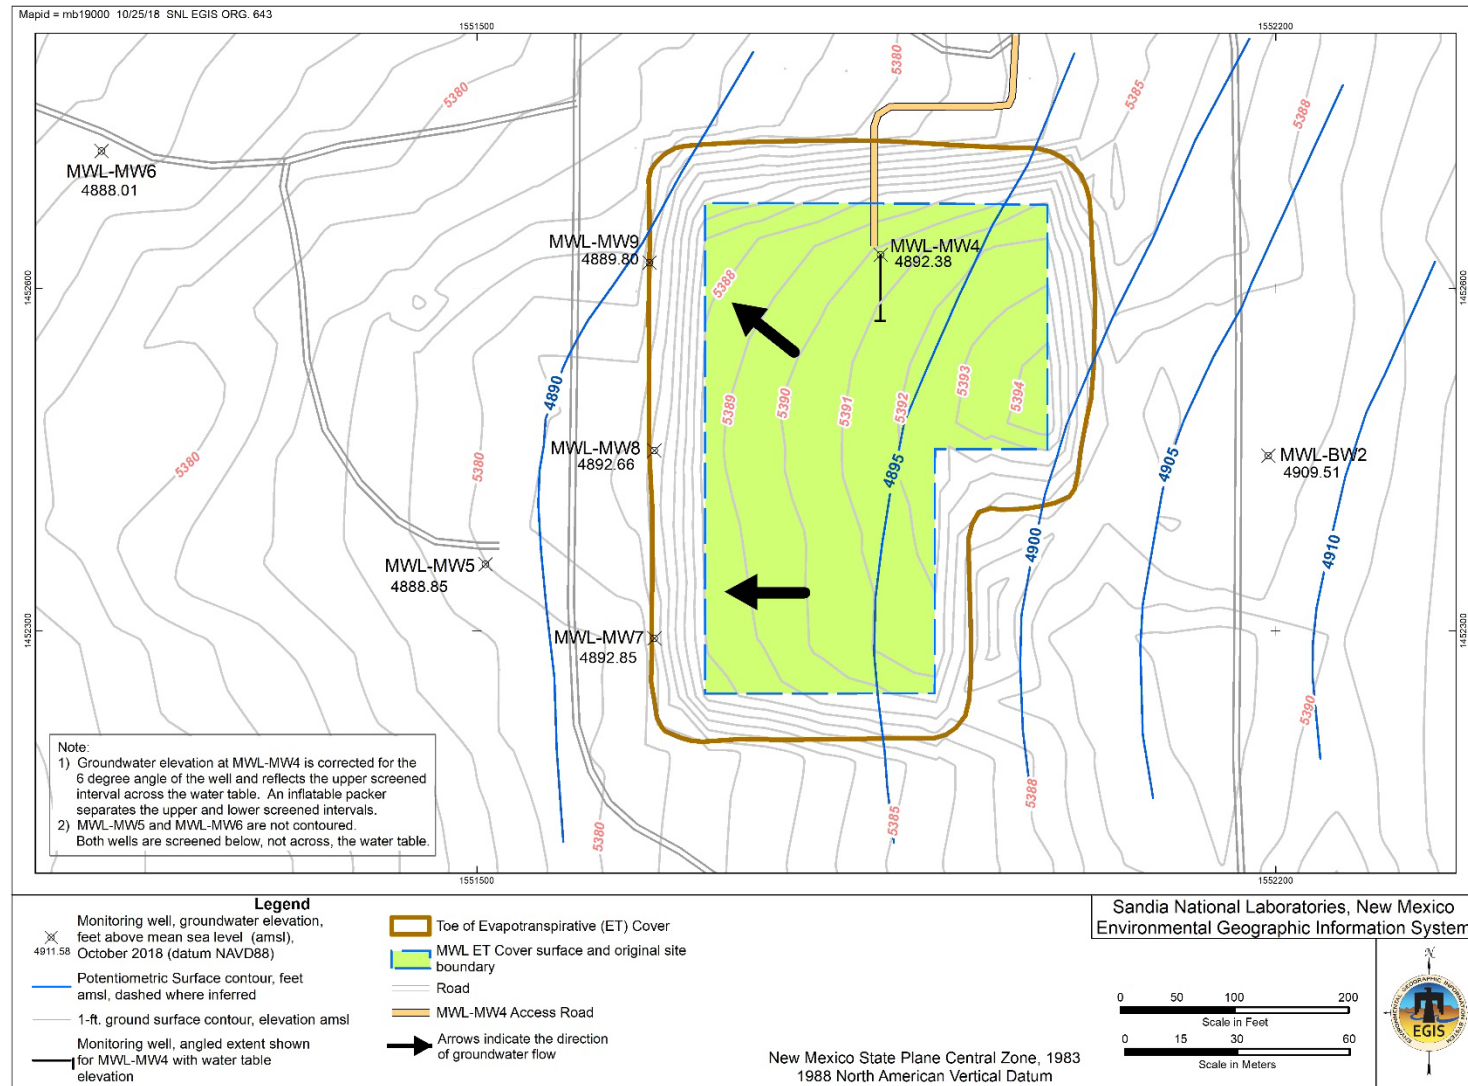 Mapid = mb19000 10/25/18 SNL EGIS ORG. 643
1551500
1552200
5380
5380
5385
5388
MWL-MW6
4888.01
MWL-MW9
4889.80
MWL-MW4
4892.38
1452600
1452600
5388
4890
5389
5390
5391
5392
5393
5394
MWL-MW8
4892.66
4895
4905
MWL-BW2
4909.51
5380
5380
4900
4910
MWL-MW5
4888.85
MWL-MW7
4892.85
1452300
1452300
5390
5388
5385
5380
Note:
1) Groundwater elevation at MWL-MW4 is corrected for the
6 degree angle of the well and reflects the upper screened
interval across the water table. An inflatable packer
separates the upper and lower screened intervals.
2) MWL-MW5 and MWL-MW6 are not contoured.
Both wells are screened below, not across, the water table.
1551500
1552200
Legend
Monitoring well, groundwater elevation,
feet above mean sea level (amsl),
4911.58 October 2018 (datum NAVD88)
Potentiometric Surface contour, feet
amsl, dashed where inferred
1-ft. ground surface contour, elevation amsl
Monitoring well, angled extent shown
for MWL-MW4 with water table
elevation
Toe of Evapotranspirative (ET) Cover
MWL ET Cover surface and original site
boundary
Road
MWL-MW4 Access Road
Arrows indicate the direction
of groundwater flow
New Mexico State Plane Central Zone, 1983
1988 North American Vertical Datum
Sandia National Laboratories, New Mexico
Environmental Geographic Information System
0 50 100 200
Scale in Feet
0 15 30 60
Scale in Meters
N
ENVIRONMENTAL GEOGRAPHIC INFORMATION SYSTEM
EGIS